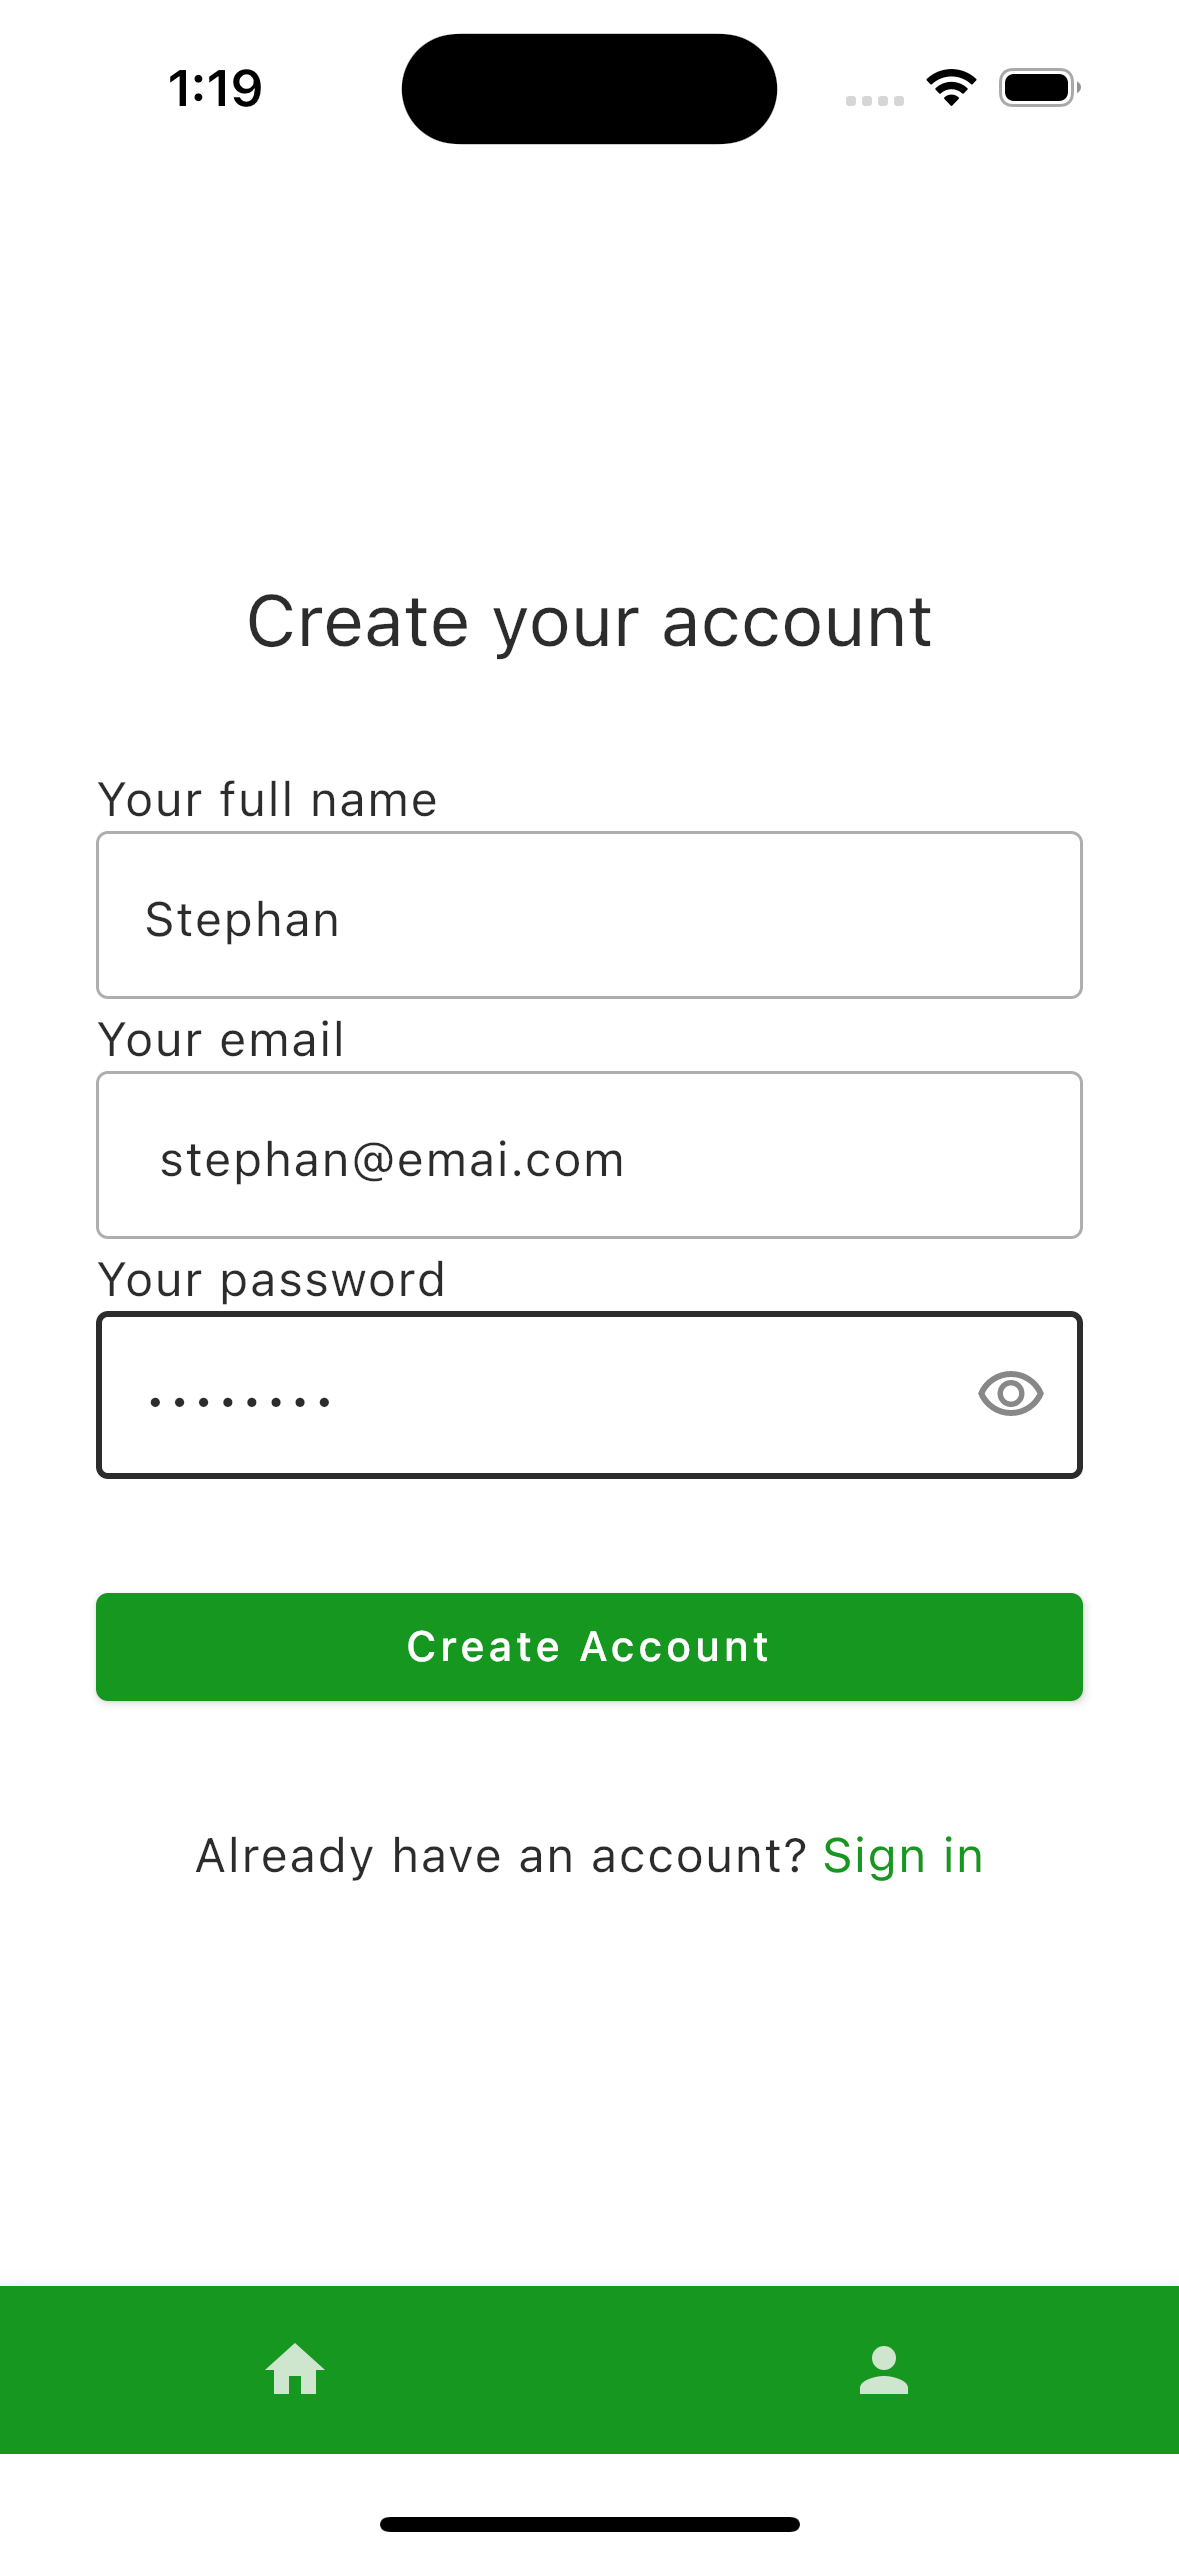 1:19
Create your account
Your full name
Stephan
Your email
stephan@emai.com
Your password
••••••••
Create Account
Already have an account? Sign in